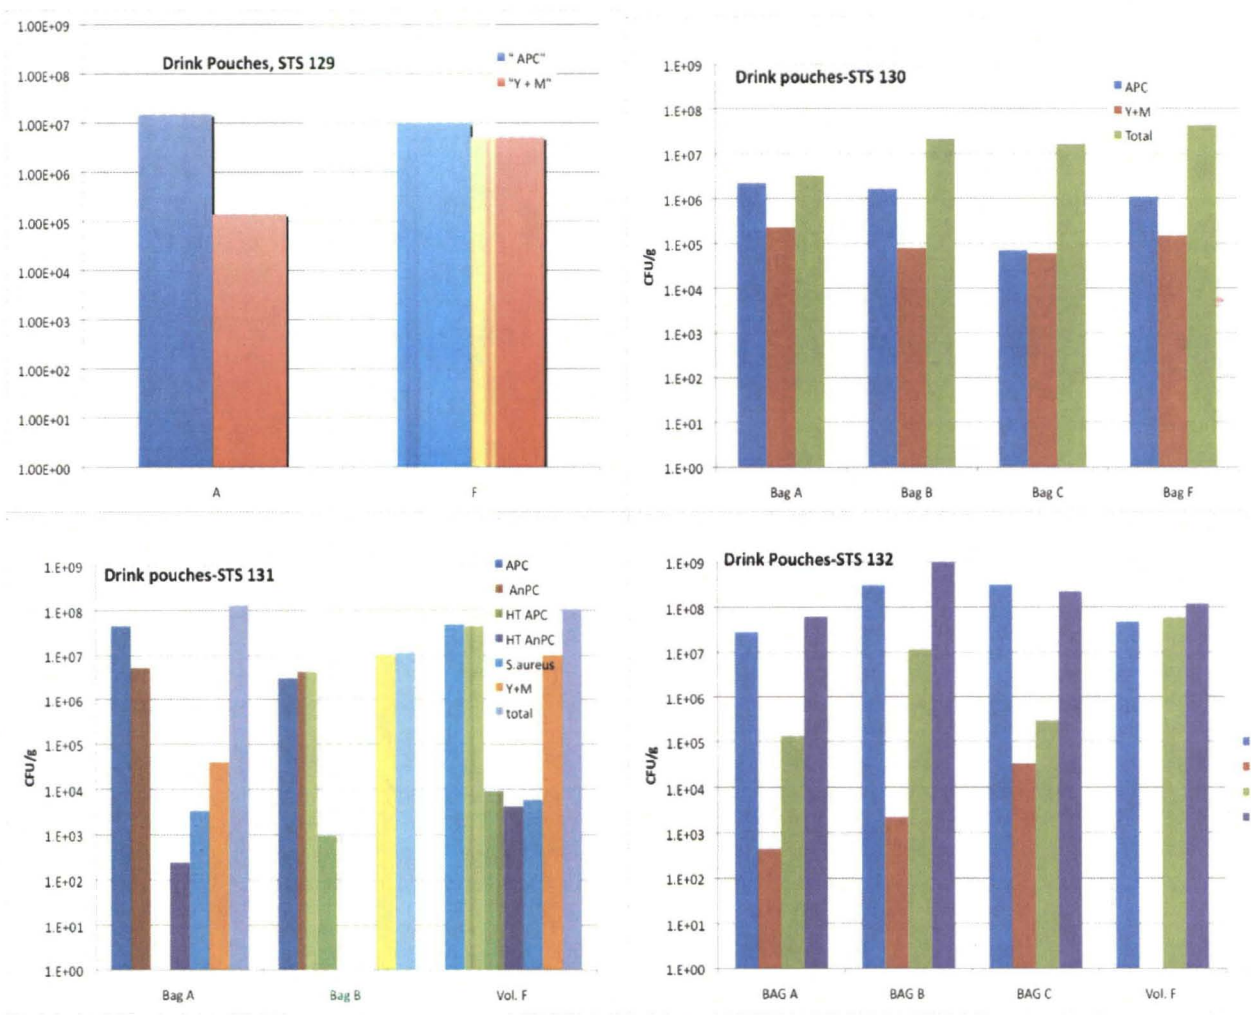 Drink Pouches, STS 129
" APC"
"Y + M"
1.00E+09
1.00E+08
1.00E+07
1.00E+06
1.00E+05
1.00E+04
1.00E+03
1.00E+02
1.00E+01
1.00E+00
A
F
Drink pouches-STS 130
APC
Y+M
Total
CFU/g
1.E+09
1.E+08
1.E+07
1.E+06
1.E+05
1.E+04
1.E+03
1.E+02
1.E+01
1.E+00
Bag A
Bag B
Bag C
Bag F
Drink pouches-STS 131
APC
AnPC
HT APC
HT AnPC
S.aureus
Y+M
total
CFU/g
1.E+09
1.E+08
1.E+07
1.E+06
1.E+05
1.E+04
1.E+03
1.E+02
1.E+01
1.E+00
Bag A
Bag B
Vol. F
Drink Pouches-STS 132
CFU/g
1.E+09
1.E+08
1.E+07
1.E+06
1.E+05
1.E+04
1.E+03
1.E+02
1.E+01
1.E+00
BAG A
BAG B
BAG C
Vol. F